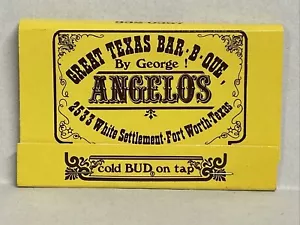 GREAT TEXAS BAR-B-QUE,
By George!
ANGELO'S
2533 White Settlement-Fort Worth, Texas
cold BUD® on tap